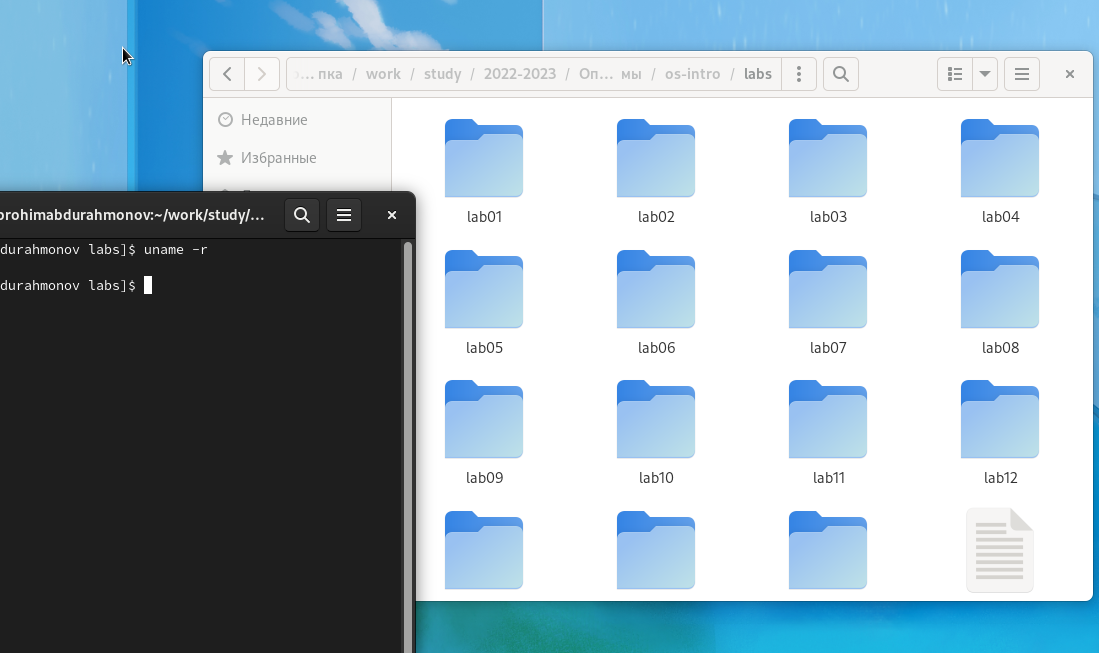 ... пка / work / study / 2022-2023 / Оп... мы / os-intro / labs
Недавние
Избранные
lab01 lab02 lab03 lab04
lab05 lab06 lab07 lab08
lab09 lab10 lab11 lab12
brohimabdurahmonov:~/work/study/...
durahmonov labs]$ uname -r
durahmonov labs]$